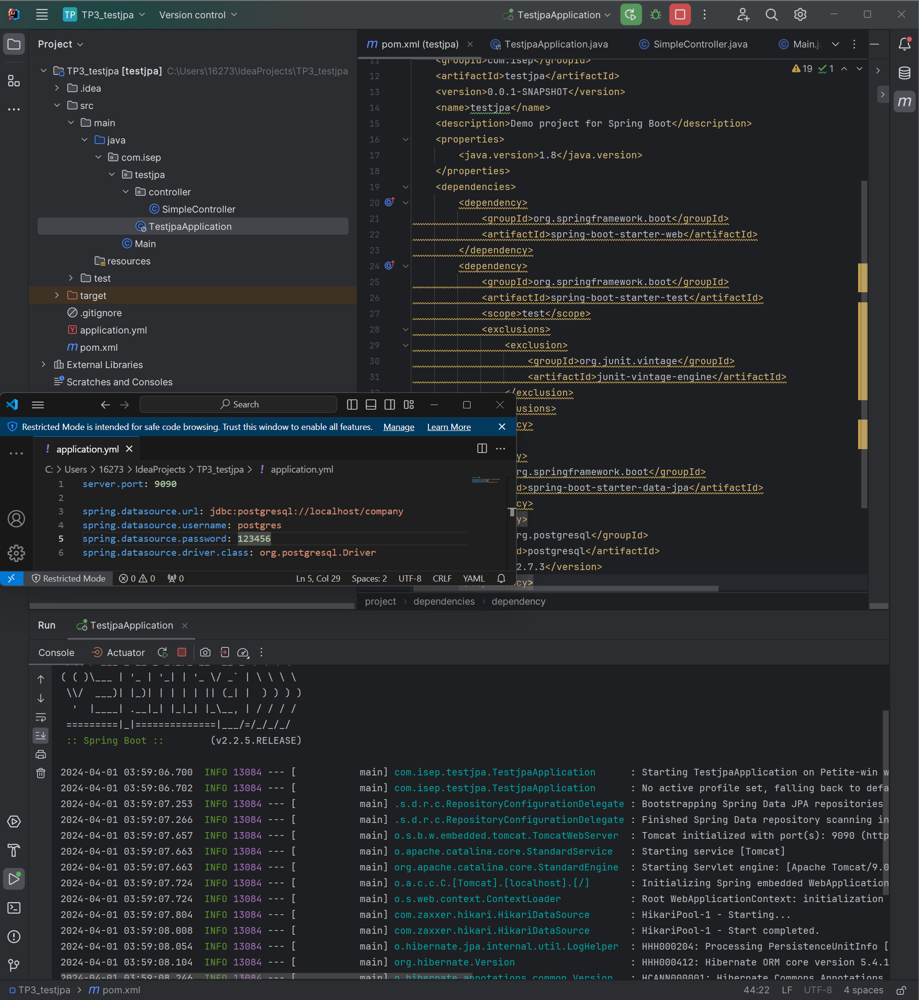 TP TP3_testjpa Version control TestjpaApplication
Project
TP3_testjpa [testjpa] C:\Users\16273\IdeaProjects\TP3_testjpa
.idea
src
main
java
com.isep
testjpa
controller
SimpleController
TestjpaApplication
Main
resources
test
target
.gitignore
application.yml
pom.xml
External Libraries
Scratches and Consoles
pom.xml (testjpa) TestjpaApplication.java SimpleController.java Main.j
19 1
11 <groupId>com.isep</groupId>
12 <artifactId>testjpa</artifactId>
13 <version>0.0.1-SNAPSHOT</version>
14 <name>testjpa</name>
15 <description>Demo project for Spring Boot</description>
16 <properties>
17 <java.version>1.8</java.version>
18 </properties>
19 <dependencies>
20 <dependency>
21 <groupId>org.springframework.boot</groupId>
22 <artifactId>spring-boot-starter-web</artifactId>
23 </dependency>
24 <dependency>
25 <groupId>org.springframework.boot</groupId>
26 <artifactId>spring-boot-starter-test</artifactId>
27 <scope>test</scope>
28 <exclusions>
29 <exclusion>
30 <groupId>org.junit.vintage</groupId>
31 <artifactId>junit-vintage-engine</artifactId>
</exclusion>
usions>
cy>
y>
rg.springframework.boot</groupId>
d>spring-boot-starter-data-jpa</artifactId>
cy>
y>
rg.postgresql</groupId>
d>postgresql</artifactId>
2.7.3</version>
cy>
project > dependencies > dependency
Search
Restricted Mode is intended for safe code browsing. Trust this window to enable all features. Manage Learn More
! application.yml
C: > Users > 16273 > IdeaProjects > TP3_testjpa > ! application.yml
1 server.port: 9090
2
3 spring.datasource.url: jdbc:postgresql://localhost/company
4 spring.datasource.username: postgres
5 spring.datasource.password: 123456
6 spring.datasource.driver.class: org.postgresql.Driver
Restricted Mode 0 0 0 Ln 5, Col 29 Spaces: 2 UTF-8 CRLF YAML
Run TestjpaApplication
Console Actuator
( ( )\___ | '_ | '_| | '_ \/ _` | \ \ \ \
\\/  ___)| |_)| | | | | || (_| |  ) ) ) )
'  |____| .__|_| |_|_| |_\__, | / / / /
=========|_|==============|___/=/_/_/_/
:: Spring Boot :: (v2.2.5.RELEASE)
2024-04-01 03:59:06.700 INFO 13084 --- [ main] com.isep.testjpa.TestjpaApplication : Starting TestjpaApplication on Petite-win w
2024-04-01 03:59:06.702 INFO 13084 --- [ main] com.isep.testjpa.TestjpaApplication : No active profile set, falling back to defa
2024-04-01 03:59:07.253 INFO 13084 --- [ main] .s.d.r.c.RepositoryConfigurationDelegate : Bootstrapping Spring Data JPA repositories
2024-04-01 03:59:07.266 INFO 13084 --- [ main] .s.d.r.c.RepositoryConfigurationDelegate : Finished Spring Data repository scanning in
2024-04-01 03:59:07.657 INFO 13084 --- [ main] o.s.b.w.embedded.tomcat.TomcatWebServer : Tomcat initialized with port(s): 9090 (http
2024-04-01 03:59:07.663 INFO 13084 --- [ main] o.apache.catalina.core.StandardService : Starting service [Tomcat]
2024-04-01 03:59:07.663 INFO 13084 --- [ main] org.apache.catalina.core.StandardEngine : Starting Servlet engine: [Apache Tomcat/9.0
2024-04-01 03:59:07.724 INFO 13084 --- [ main] o.a.c.c.C.[Tomcat].[localhost].[/] : Initializing Spring embedded WebApplication
2024-04-01 03:59:07.724 INFO 13084 --- [ main] o.s.web.context.ContextLoader : Root WebApplicationContext: initialization
2024-04-01 03:59:07.804 INFO 13084 --- [ main] com.zaxxer.hikari.HikariDataSource : HikariPool-1 - Starting...
2024-04-01 03:59:08.008 INFO 13084 --- [ main] com.zaxxer.hikari.HikariDataSource : HikariPool-1 - Start completed.
2024-04-01 03:59:08.054 INFO 13084 --- [ main] o.hibernate.jpa.internal.util.LogHelper : HHH000204: Processing PersistenceUnitInfo [
2024-04-01 03:59:08.104 INFO 13084 --- [ main] org.hibernate.Version : HHH000412: Hibernate ORM core version 5.4.1
2024-04-01 03:59:08.246 INFO 13084 --- [ main] o.hibernate.annotations.common.Version : HCANN000001: Hibernate Commons Annotations
TP3_testjpa > pom.xml 44:22 LF UTF-8 4 spaces